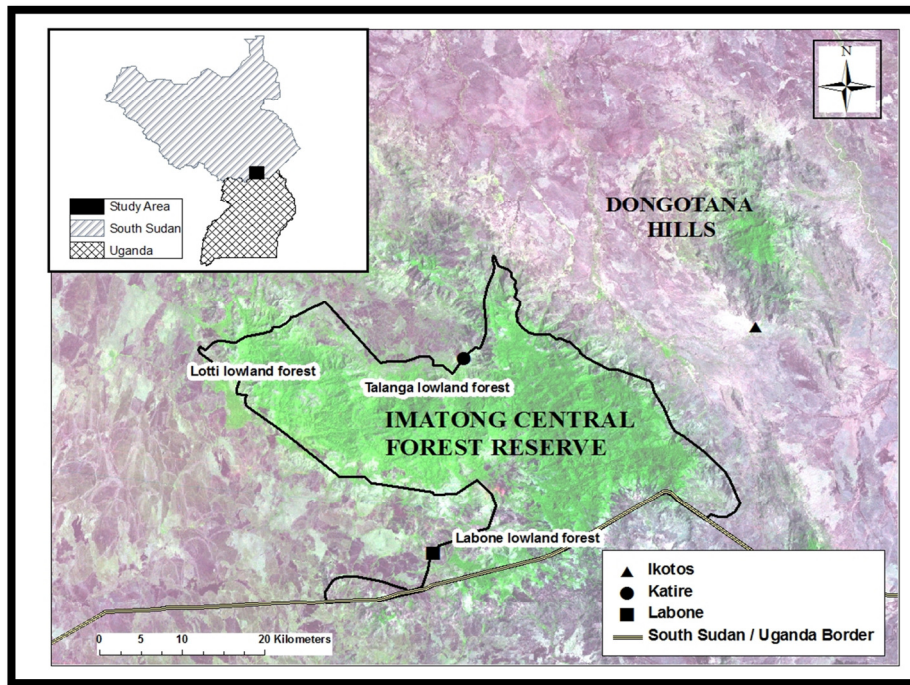 N
Study Area
South Sudan
Uganda
DONGOTANA
HILLS
Lotti lowland forest
Talanga lowland forest
IMATONG CENTRAL
FOREST RESERVE
Labone lowland forest
Ikotos
Katire
Labone
South Sudan / Uganda Border
0 5 10 20 Kilometers